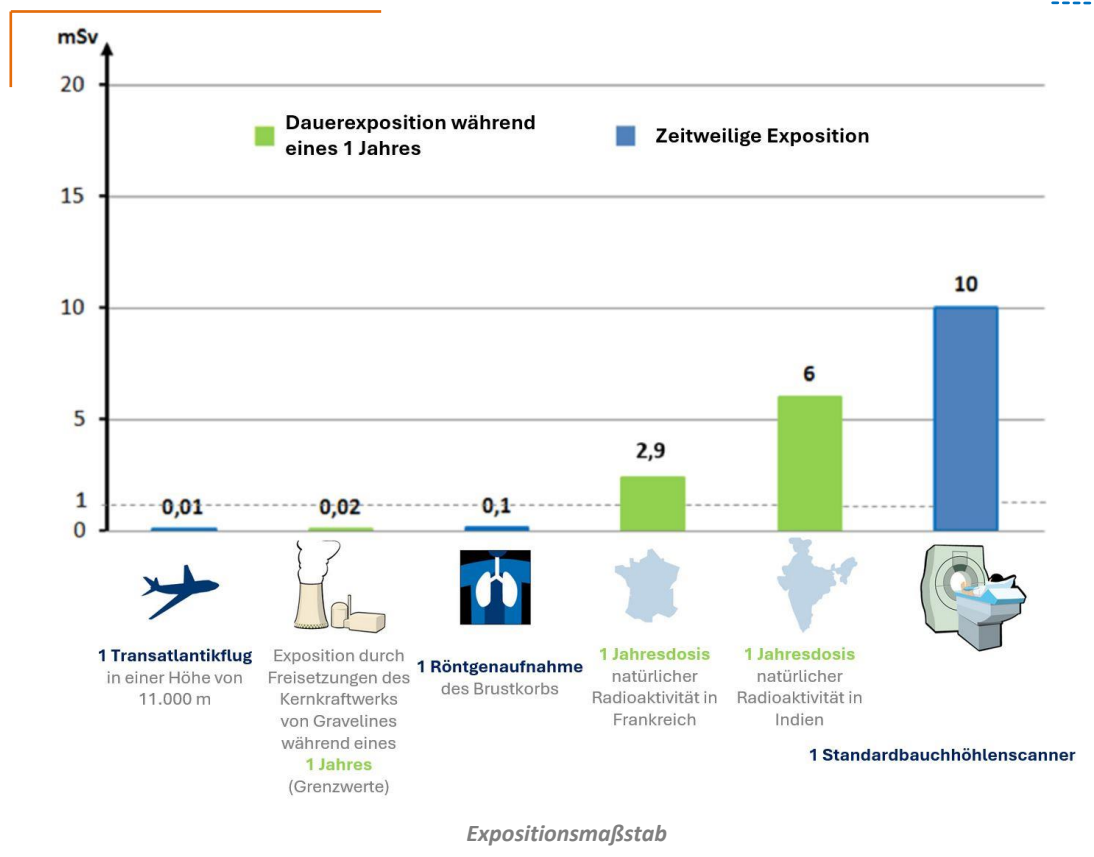 mSv
20
Dauerexposition während
eines 1 Jahres
Zeitweilige Exposition
15
10
10
6
5
2,9
1
0,01
0,02
0,1
0
1 Transatlantikflug
in einer Höhe von
11.000 m
Exposition durch
Freisetzungen des
Kernkraftwerks
von Gravelines
während eines
1 Jahres
(Grenzwerte)
1 Röntgenaufnahme
des Brustkorbs
1 Jahresdosis
natürlicher
Radioaktivität in
Frankreich
1 Jahresdosis
natürlicher
Radioaktivität in
Indien
1 Standardbauchhöhlenscanner
Expositionsmaßstab